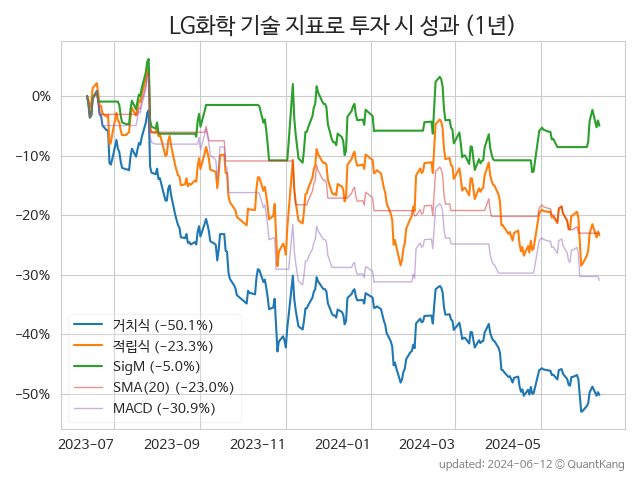 LG화학 기술 지표로 투자 시 성과 (1년)
0%
−10%
−20%
−30%
−40%
−50%
거치식 (−50.1%)
적립식 (−23.3%)
SigM (−5.0%)
SMA(20) (−23.0%)
MACD (−30.9%)
2023-07
2023-09
2023-11
2024-01
2024-03
2024-05
updated: 2024-06-12 © QuantKang